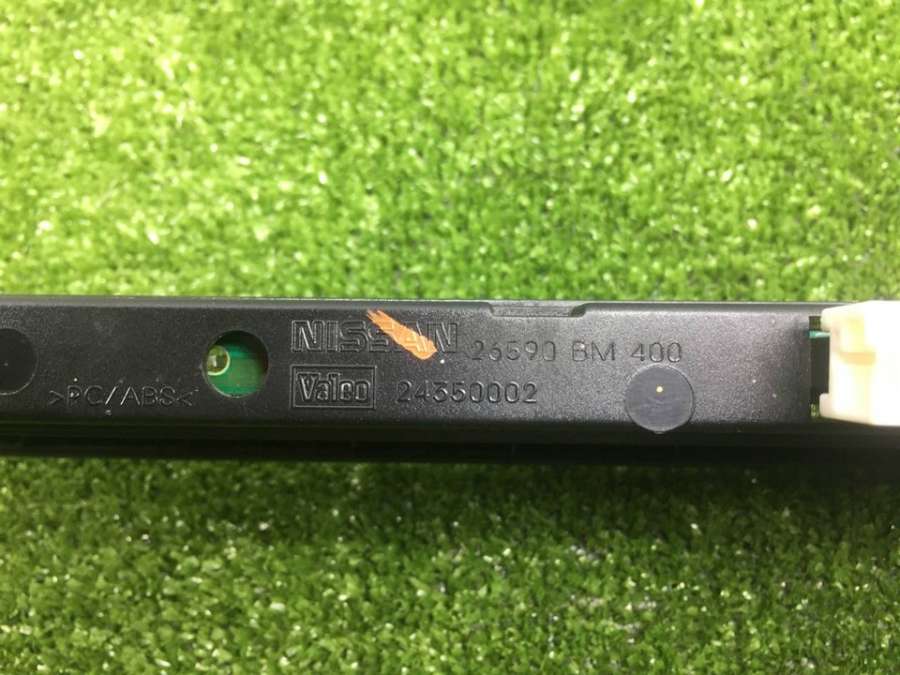 NISSAN 26590 BM 400
Valeo 24350002
>PC/ABS<